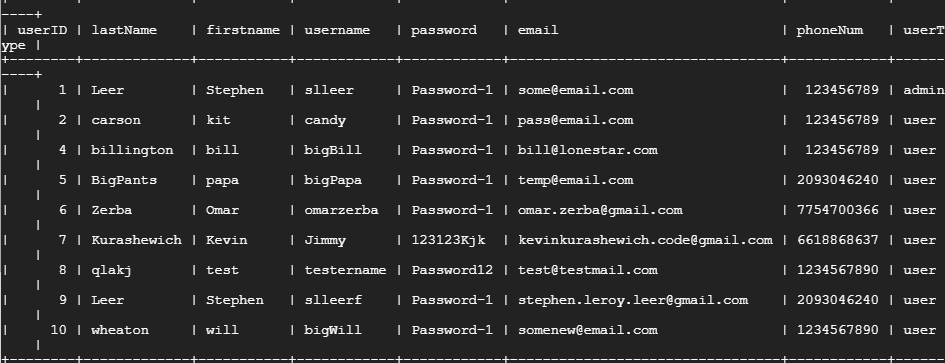 ----+
| userID | lastName    | firstname | username   | password   | email                           | phoneNum   | userT
ype |
+--------+-------------+-----------+------------+------------+---------------------------------+------------+------
----+
|      1 | Leer        | Stephen   | slleer     | Password-1 | some@email.com                  |  123456789 | admin
    |
|      2 | carson      | kit       | candy      | Password-1 | pass@email.com                  |  123456789 | user
    |
|      4 | billington  | bill      | bigBill    | Password-1 | bill@lonestar.com               |  123456789 | user
    |
|      5 | BigPants    | papa      | bigPapa    | Password-1 | temp@email.com                  | 2093046240 | user
    |
|      6 | Zerba       | Omar      | omarzerba  | Password-1 | omar.zerba@gmail.com            | 7754700366 | user
    |
|      7 | Kurashewich | Kevin     | Jimmy      | 123123Kjk  | kevinkurashewich.code@gmail.com | 6618868637 | user
    |
|      8 | qlakj       | test      | testername | Password12 | test@testmail.com               | 1234567890 | user
    |
|      9 | Leer        | Stephen   | slleerf    | Password-1 | stephen.leroy.leer@gmail.com    | 2093046240 | user
    |
|     10 | wheaton     | will      | bigWill    | Password-1 | somenew@email.com               | 1234567890 | user
    |
+--------+-------------+-----------+------------+------------+---------------------------------+------------+------